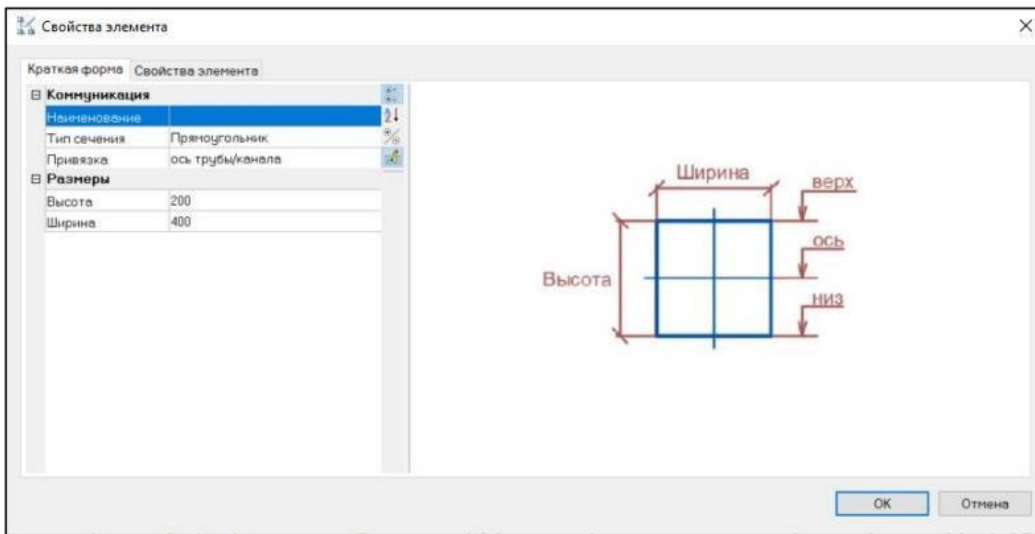 Свойства элемента
Краткая форма Свойства элемента
Коммуникация
Наименование
Тип сечения Прямоугольник
Привязка ось трубы/канала
Размеры
Высота 200
Ширина 400
Ширина
верх
ось
Высота
низ
ОК Отмена